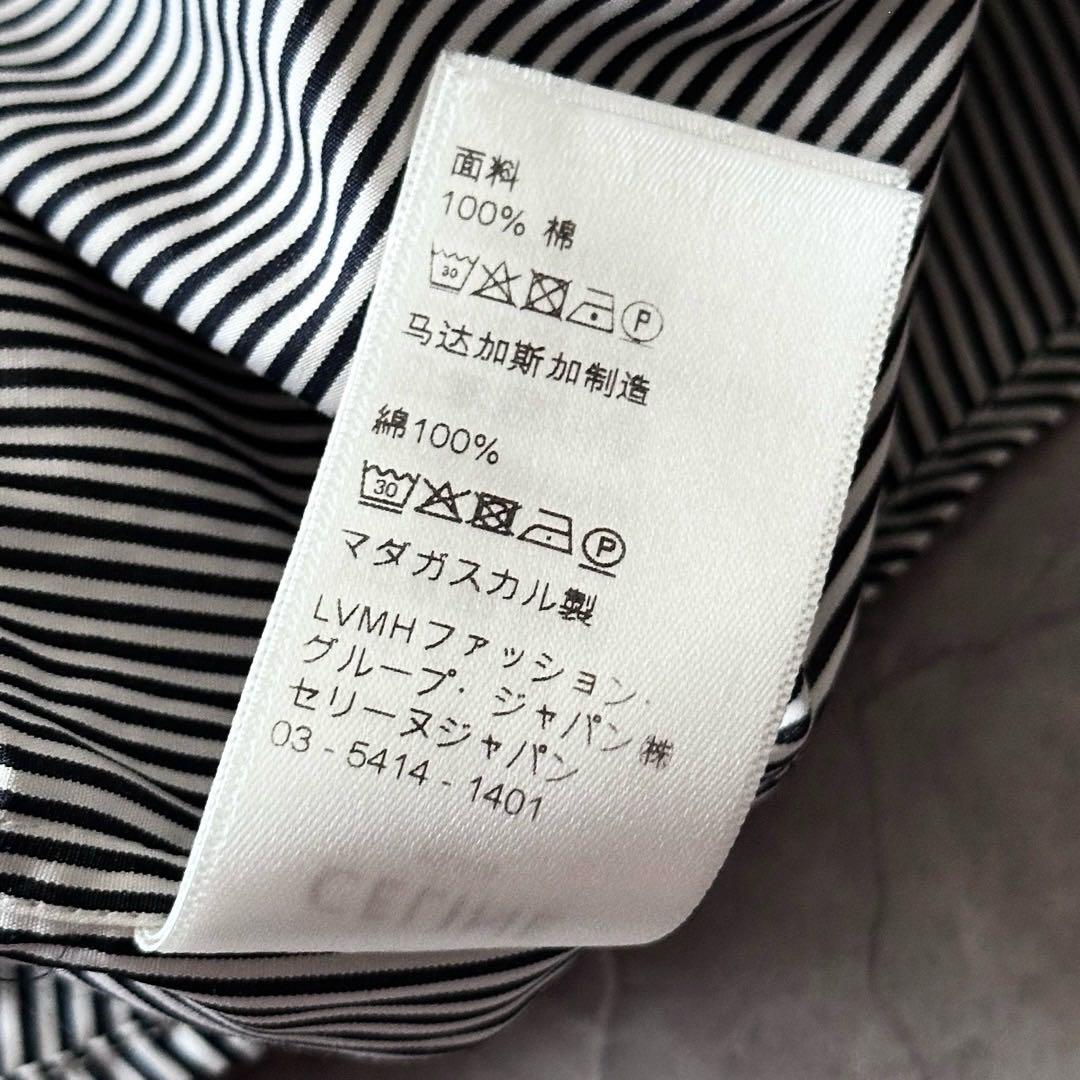 面料
100% 棉
30 P
马达加斯加制造
綿100%
30 P
マダガスカル製
LVMHファッション.
グループ・ジャパン㈱
セリーヌジャパン
03-5414-1401